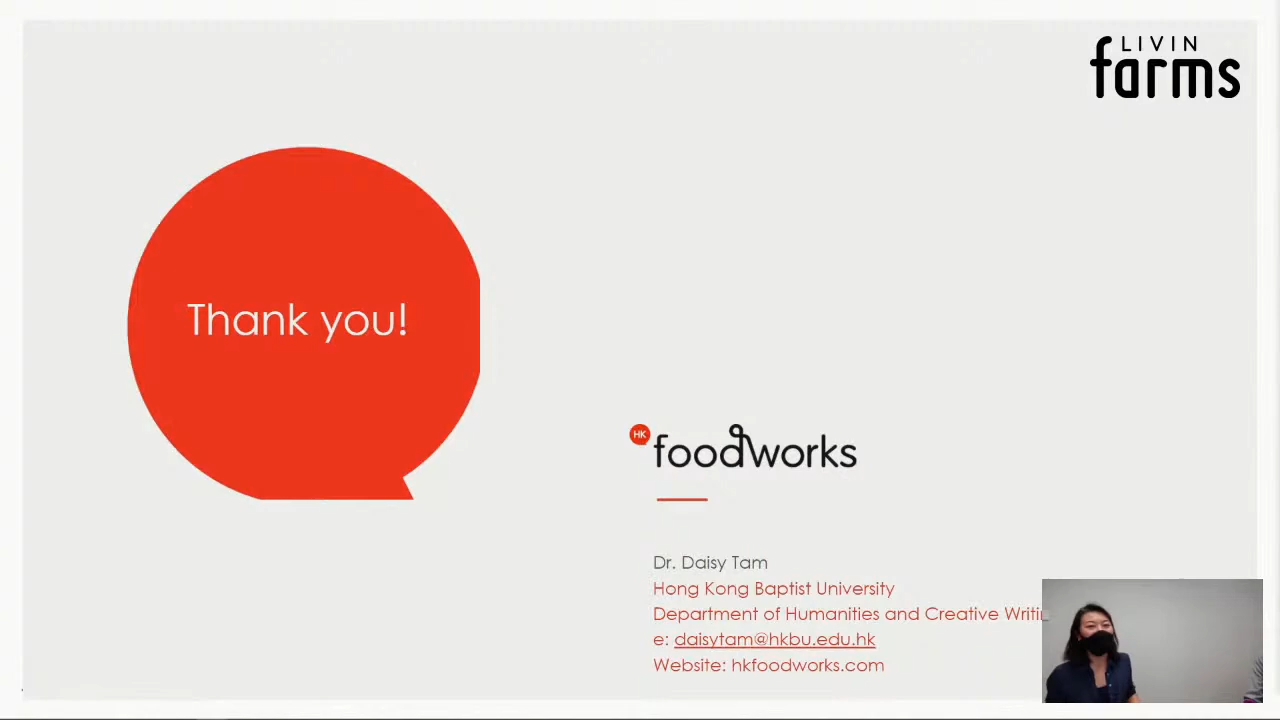 LIVIN
farms
Thank you!
HK
foodworks
Dr. Daisy Tam
Hong Kong Baptist University
Department of Humanities and Creative
e: daisytam@hkbu.edu.hk
Website: hkfoodworks.com